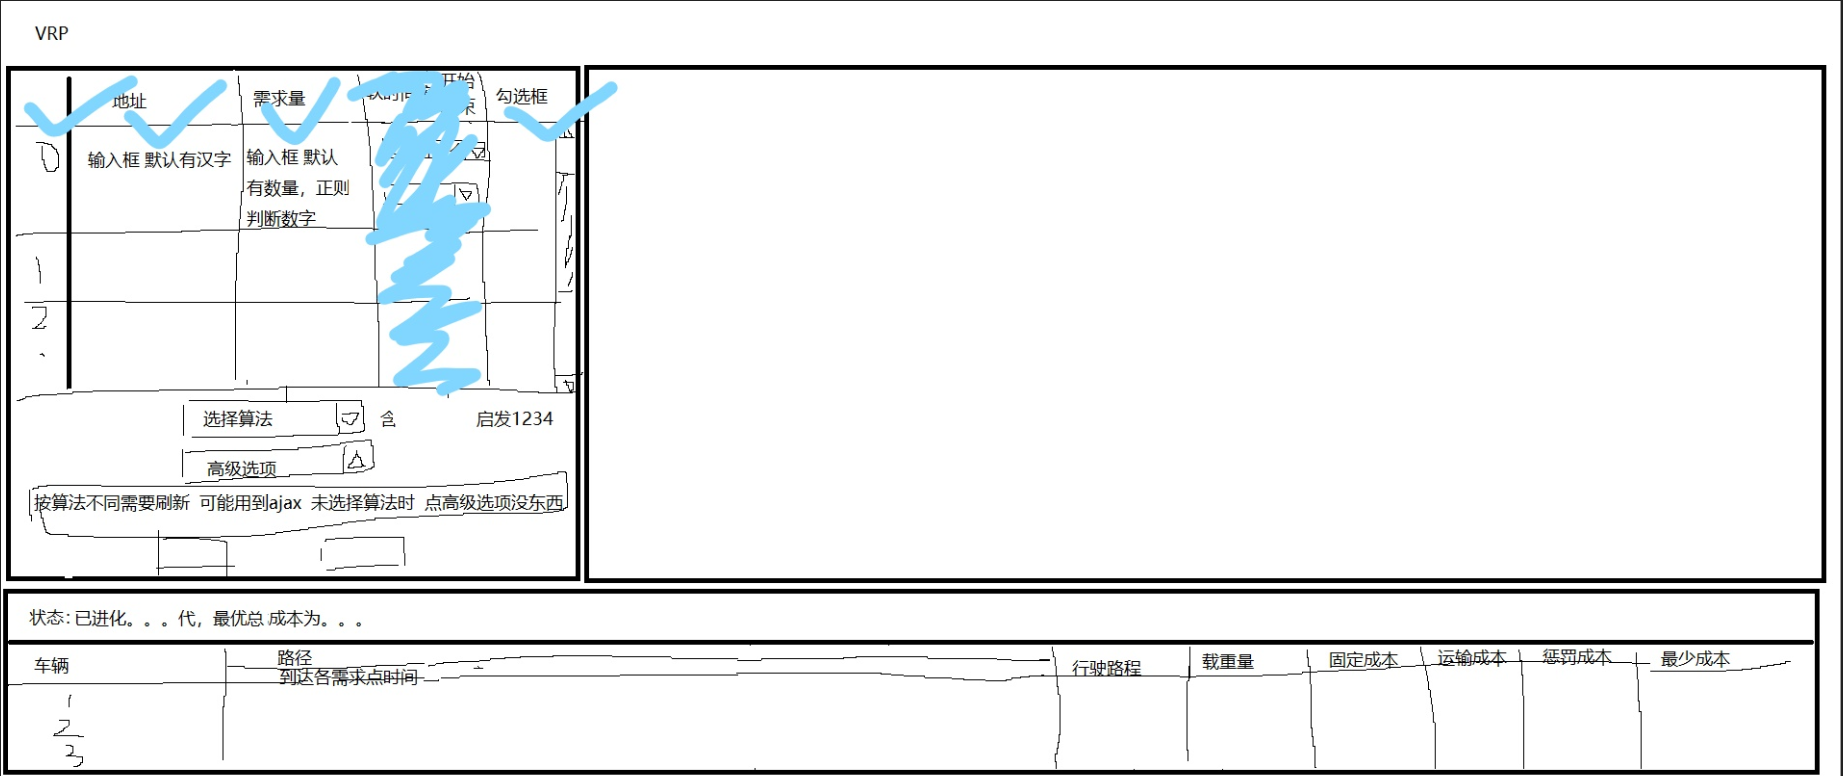 VRP
地址
需求量
开始
勾选框
0
输入框 默认有汉字
输入框 默认
有数量，正则
判断数字
1
2
选择算法
含
启发1234
高级选项
按算法不同需要刷新 可能用到ajax 未选择算法时 点高级选项没东西
状态：已进化。。。代，最优总 成本为。。。
车辆
路径
到达各需求点时间
行驶路程
载重量
固定成本
运输成本
惩罚成本
最少成本
1
2
3